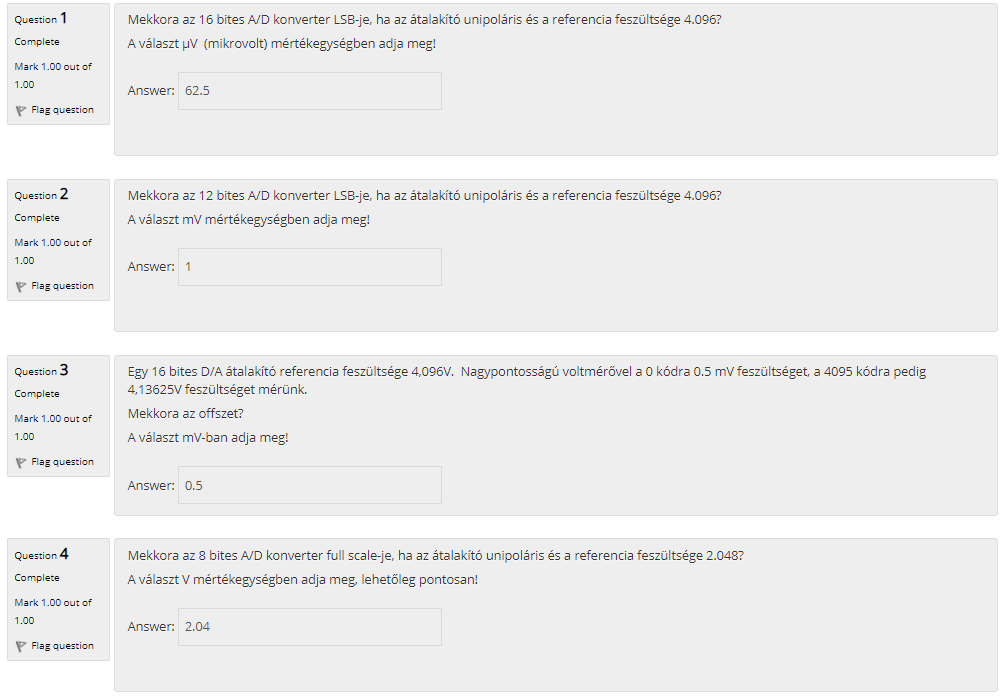 Question 1
Complete
Mark 1.00 out of
1.00
Flag question
Mekkora az 16 bites A/D konverter LSB-je, ha az átalakító unipoláris és a referencia feszültsége 4.096?
A választ µV (mikrovolt) mértékegységben adja meg!
Answer: 62.5
Question 2
Complete
Mark 1.00 out of
1.00
Flag question
Mekkora az 12 bites A/D konverter LSB-je, ha az átalakító unipoláris és a referencia feszültsége 4.096?
A választ mV mértékegységben adja meg!
Answer: 1
Question 3
Complete
Mark 1.00 out of
1.00
Flag question
Egy 16 bites D/A átalakító referencia feszültsége 4,096V. Nagypontosságú voltmérővel a 0 kódra 0.5 mV feszültséget, a 4095 kódra pedig
4,13625V feszültséget mérünk.
Mekkora az offszet?
A választ mV-ban adja meg!
Answer: 0.5
Question 4
Complete
Mark 1.00 out of
1.00
Flag question
Mekkora az 8 bites A/D konverter full scale-je, ha az átalakító unipoláris és a referencia feszültsége 2.048?
A választ V mértékegységben adja meg, lehetőleg pontosan!
Answer: 2.04